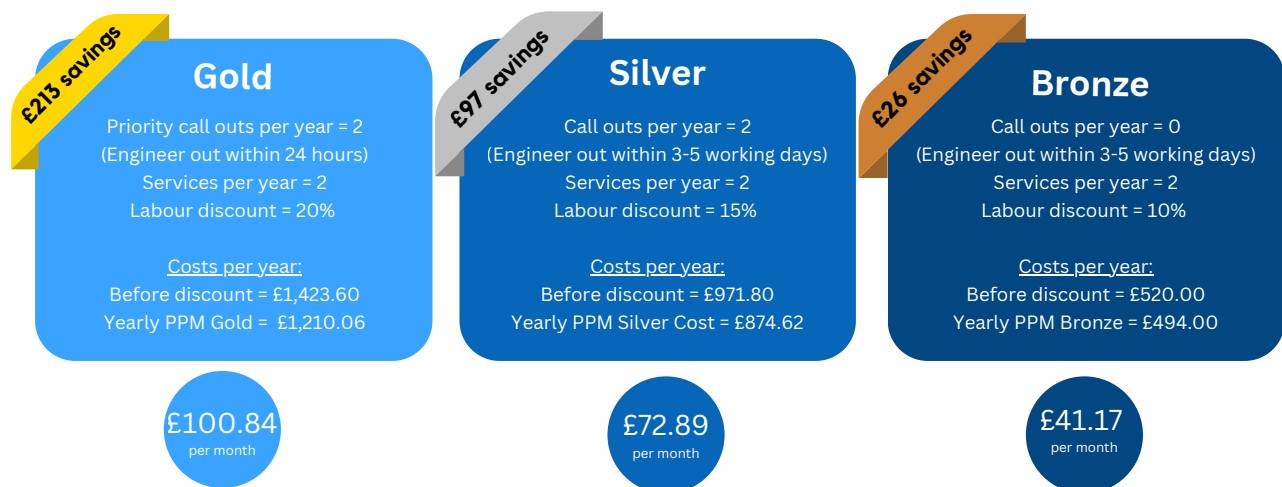 £213 savings
Gold
Priority call outs per year = 2
(Engineer out within 24 hours)
Services per year = 2
Labour discount = 20%
Costs per year:
Before discount = £1,423.60
Yearly PPM Gold = £1,210.06
£100.84
per month
£97 savings
Silver
Call outs per year = 2
(Engineer out within 3-5 working days)
Services per year = 2
Labour discount = 15%
Costs per year:
Before discount = £971.80
Yearly PPM Silver Cost = £874.62
£72.89
per month
£26 savings
Bronze
Call outs per year = 0
(Engineer out within 3-5 working days)
Services per year = 2
Labour discount = 10%
Costs per year:
Before discount = £520.00
Yearly PPM Bronze = £494.00
£41.17
per month